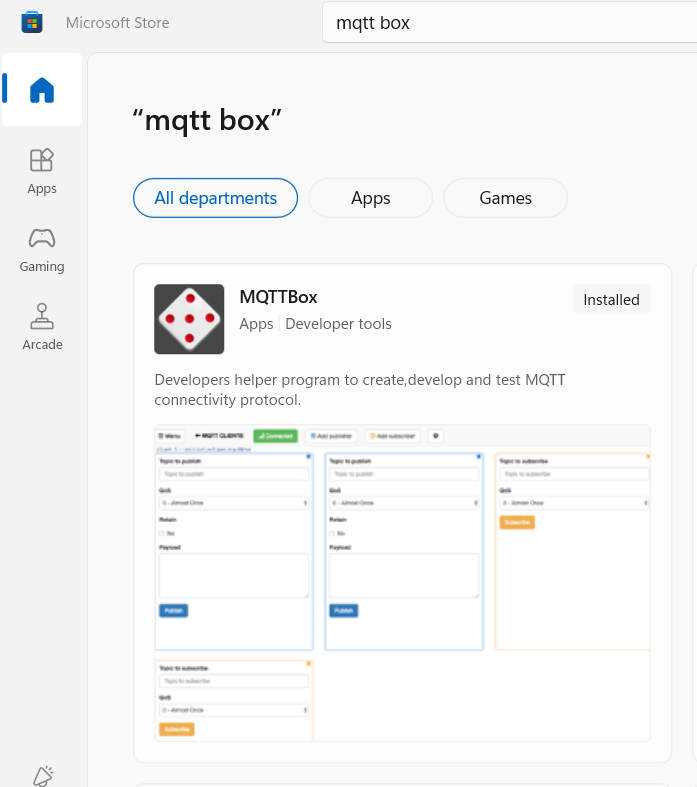 Microsoft Store
mqtt box
“mqtt box”
Apps
Gaming
Arcade
All departments
Apps
Games
MQTTBox
Installed
Apps | Developer tools
Developers helper program to create,develop and test MQTT
connectivity protocol.
Menu MQTT CLIENTS Connected Add publisher Add subscriber
Topic to publish
Topic to publish
QoS
0 - Almost Once
Retain
No
Payload
Publish
Topic to publish
Topic to publish
QoS
0 - Almost Once
Retain
No
Payload
Publish
Topic to subscribe
Topic to subscribe
QoS
0 - Almost Once
Subscribe
Topic to subscribe
Topic to subscribe
QoS
0 - Almost Once
Subscribe